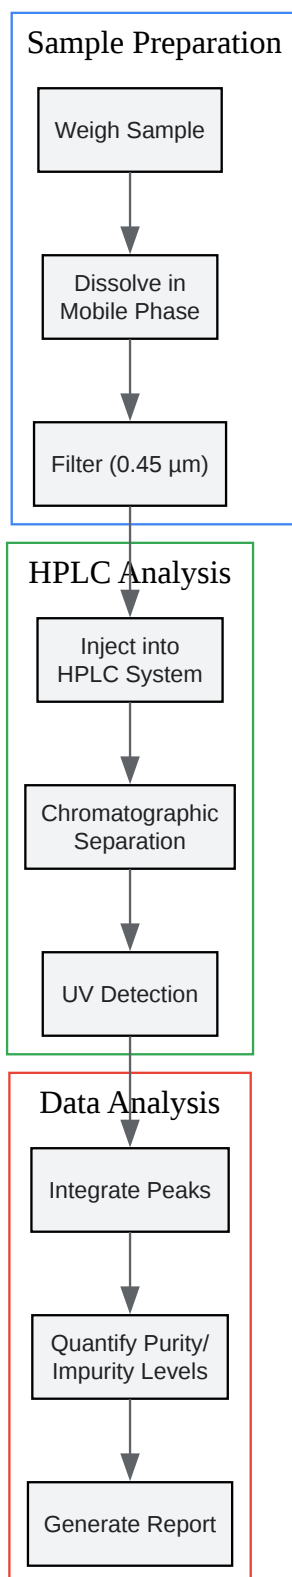 Sample Preparation
Weigh Sample
Dissolve in
Mobile Phase
Filter (0.45 µm)
HPLC Analysis
Inject into
HPLC System
Chromatographic
Separation
UV Detection
Data Analysis
Integrate Peaks
Quantify Purity/
Impurity Levels
Generate Report